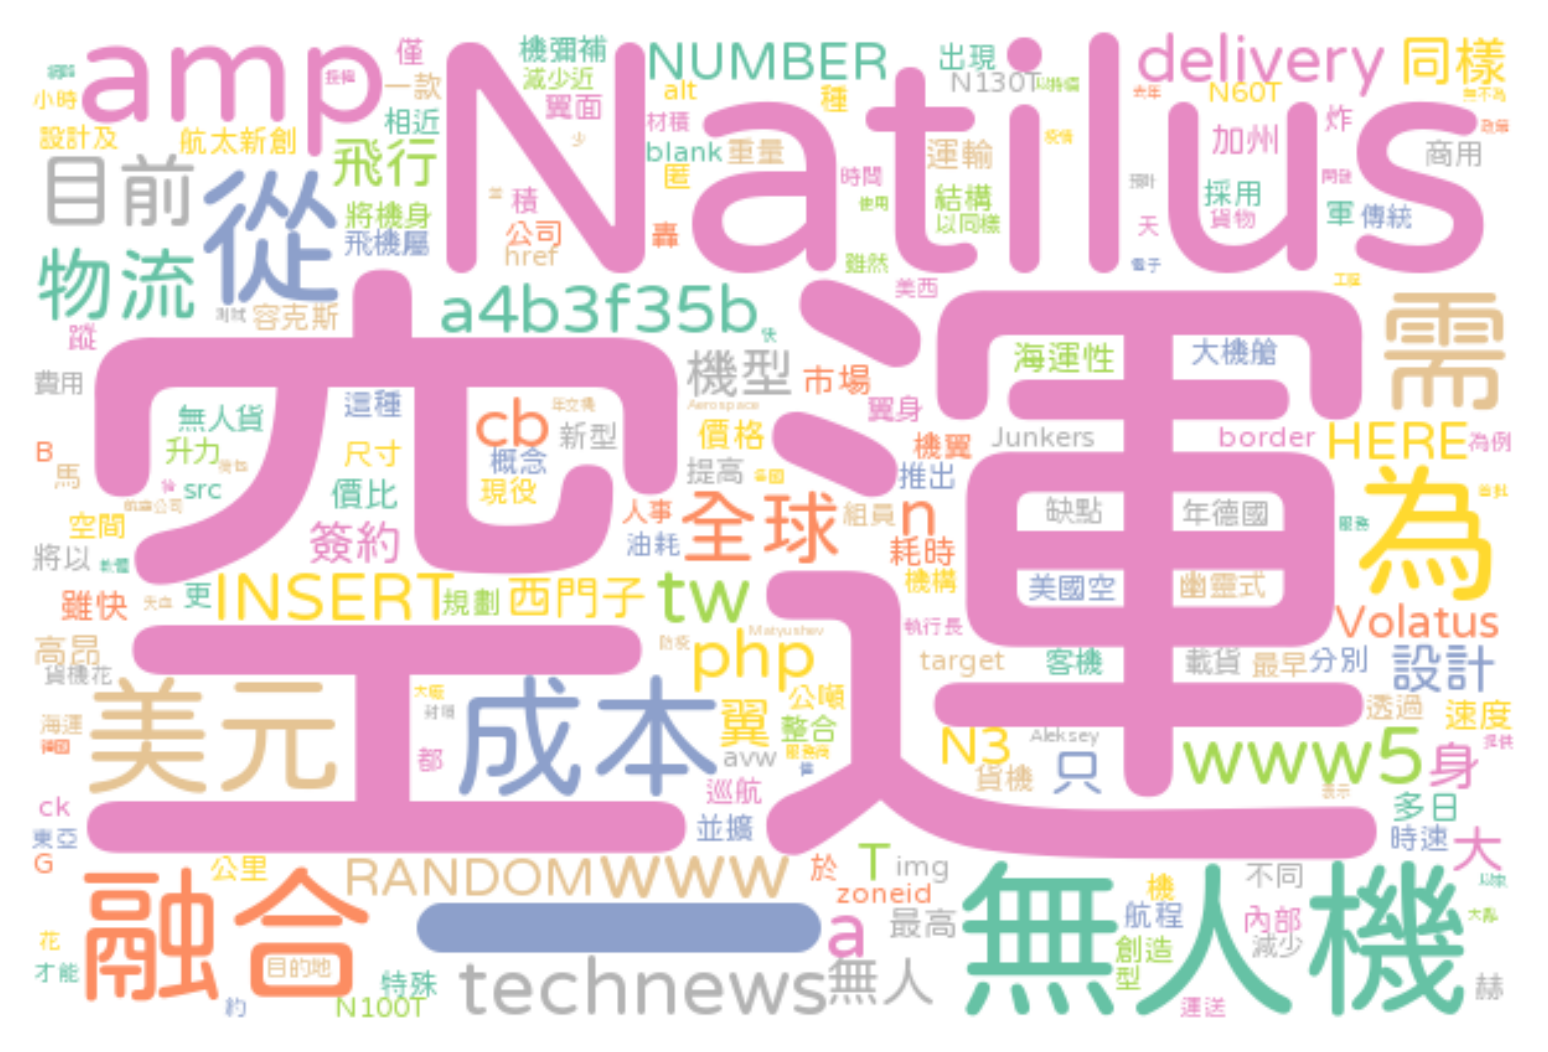 amp
Natilus
空運
僅
一款
機彌補
減少近
翼面
NUMBER
alt
種
出現
N130T
delivery
同樣
N60T
小時
設計及
航太新創
相近
材積
blank
重量
匿
運輸
時間
結構
以同樣
加州
炸
商用
採用
貨物
軍
傳統
天
目前
從
飛行
將機身
飛機屬
積
公司
href
轟
使用
雖然
美西
物流
容克斯
a4b3f35b
蹤
費用
無人貨
這種
cb
新型
概念
機型
市場
價格
翼身
海運性
大機艙
需
B
馬
升力
src
尺寸
價比
現役
提高
機翼
推出
Junkers
border
HERE
為例
空間
將以
簽約
人事
油耗
全球
組員
n
耗時
缺點
年德國
服務
為
雖快
更
INSERT
規劃
西門子
tw
機構
美國空
幽靈式
高昂
貨機花
防疫
Matyushev
php
執行長
target
客機
載貨
最早
分別
Volatus
設計
美元
海運
都
成本
翼
公噸
整合
avw
N3
Aleksey
貨機
只
透過
速度
www5
身
提供
ck
東亞
G
巡航
並擴
多日
時速
大
公里
RANDOM
www
於
T
img
zoneid
不同
融合
目的地
花
才能
約
特殊
N100T
technews
a
最高
無人
無人機
機
航程
創造
型
內部
減少
運送
赫